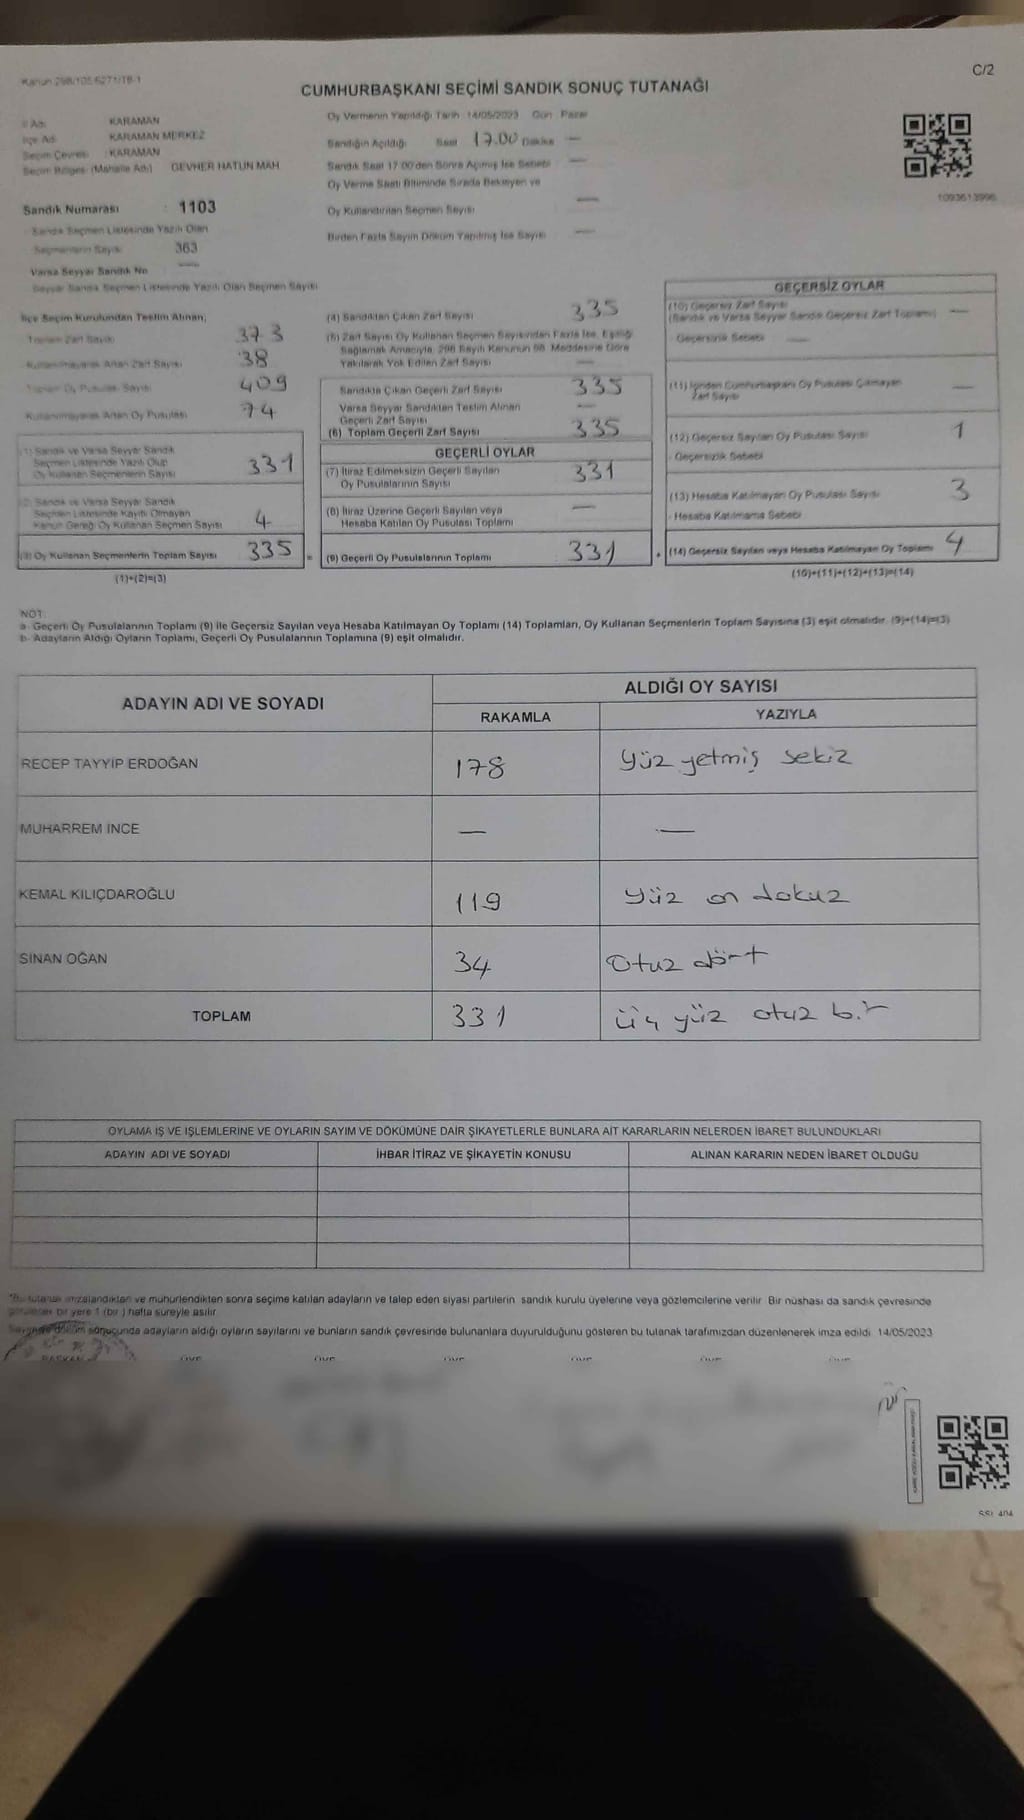 Kanun 298/105 6271/18-1
C/2
CUMHURBAŞKANI SEÇİMİ SANDIK SONUÇ TUTANAĞI
İl Adı KARAMAN
İlçe Adı KARAMAN MERKEZ
Seçim Çevresi : KARAMAN
Seçim Bölgesi (Mahalle Adı) GEVHER HATUN MAH
Sandık Numarası : 1103
Sandık Seçmen Listesinde Yazılı Olan
Seçmenlerin Sayısı 363
Varsa Seyyar Sandık No —
Seyyar Sandık Seçmen Listesinde Yazılı Olan Seçmen Sayısı
Oy Vermenin Yapıldığı Tarih 14/05/2023 Gün Pazar
Sandığın Açıldığı Saat 17.00 Dakika —
Sandık Saat 17 00'den Sonra Açılmış İse Sebebi —
Oy Verme Saati Bitiminde Sırada Bekleyen ve
Oy Kullandırılan Seçmen Sayısı —
Birden Fazla Sayım Döküm Yapılmış İse Sayısı —
1093613996
İlçe Seçim Kurulundan Teslim Alınan;
Toplam Zarf Sayısı 373
Kullanılmayarak Artan Zarf Sayısı 38
Toplam Oy Pusulası Sayısı 409
Kullanılmayarak Artan Oy Pusulası 74
(1) Sandık ve Varsa Seyyar Sandık
Seçmen Listesinde Yazılı Olup
Oy Kullanan Seçmenlerin Sayısı 331
(2) Sandık ve Varsa Seyyar Sandık
Seçmen Listesinde Kayıtlı Olmayan
Kanun Gereği Oy Kullanan Seçmen Sayısı 4
(3) Oy Kullanan Seçmenlerin Toplam Sayısı 335
(1)+(2)=(3)
(4) Sandıktan Çıkan Zarf Sayısı 335
(5) Zarf Sayısı Oy Kullanan Seçmen Sayısından Fazla İse, Eşitliği
Sağlamak Amacıyla, 298 Sayılı Kanunun 98. Maddesine Göre
Yakılarak Yok Edilen Zarf Sayısı —
Sandıkta Çıkan Geçerli Zarf Sayısı 335
Varsa Seyyar Sandıktan Teslim Alınan
Geçerli Zarf Sayısı —
(6) Toplam Geçerli Zarf Sayısı 335
GEÇERLİ OYLAR
(7) İtiraz Edilmeksizin Geçerli Sayılan
Oy Pusulalarının Sayısı 331
(8) İtiraz Üzerine Geçerli Sayılan veya
Hesaba Katılan Oy Pusulası Toplamı —
(9) Geçerli Oy Pusulalarının Toplamı 331
GEÇERSİZ OYLAR
(10) Geçersiz Zarf Sayısı
(Sandık ve Varsa Seyyar Sandık Geçersiz Zarf Toplamı) —
Geçersizlik Sebebi —
(11) İçinden Cumhurbaşkanı Oy Pusulası Çıkmayan
Zarf Sayısı —
(12) Geçersiz Sayılan Oy Pusulası Sayısı 1
Geçersizlik Sebebi
(13) Hesaba Katılmayan Oy Pusulası Sayısı 3
Hesaba Katılmama Sebebi
(14) Geçersiz Sayılan veya Hesaba Katılmayan Oy Toplamı 4
(10)+(11)+(12)+(13)=(14)
NOT:
a- Geçerli Oy Pusulalarının Toplamı (9) ile Geçersiz Sayılan veya Hesaba Katılmayan Oy Toplamı (14) Toplamları, Oy Kullanan Seçmenlerin Toplam Sayısına (3) eşit olmalıdır. (9)+(14)=(3)
b- Adayların Aldığı Oyların Toplamı, Geçerli Oy Pusulalarının Toplamına (9) eşit olmalıdır.
ADAYIN ADI VE SOYADI
ALDIĞI OY SAYISI
RAKAMLA YAZIYLA
RECEP TAYYİP ERDOĞAN 178 Yüz yetmiş sekiz
MUHARREM İNCE — —
KEMAL KILIÇDAROĞLU 119 yüz on dokuz
SİNAN OĞAN 34 Otuz dört
TOPLAM 331 üç yüz otuz bir
OYLAMA İŞ VE İŞLEMLERİNE VE OYLARIN SAYIM VE DÖKÜMÜNE DAİR ŞİKAYETLERLE BUNLARA AİT KARARLARIN NELERDEN İBARET BULUNDUKLARI
ADAYIN ADI VE SOYADI İHBAR İTİRAZ VE ŞİKAYETİN KONUSU ALINAN KARARIN NEDEN İBARET OLDUĞU
*Bu tutanak imzalandıktan ve mühürlendikten sonra seçime katılan adayların ve talep eden siyasi partilerin sandık kurulu üyelerine veya gözlemcilerine verilir. Bir nüshası da sandık çevresinde
görülecek bir yere 1 (bir) hafta süreyle asılır.
Sayım ve döküm sonucunda adayların aldığı oyların sayılarını ve bunların sandık çevresinde bulunanlara duyurulduğunu gösteren bu tutanak tarafımızdan düzenlenerek imza edildi. 14/05/2023
BAŞKAN ÜYE ÜYE ÜYE ÜYE ÜYE ÜYE